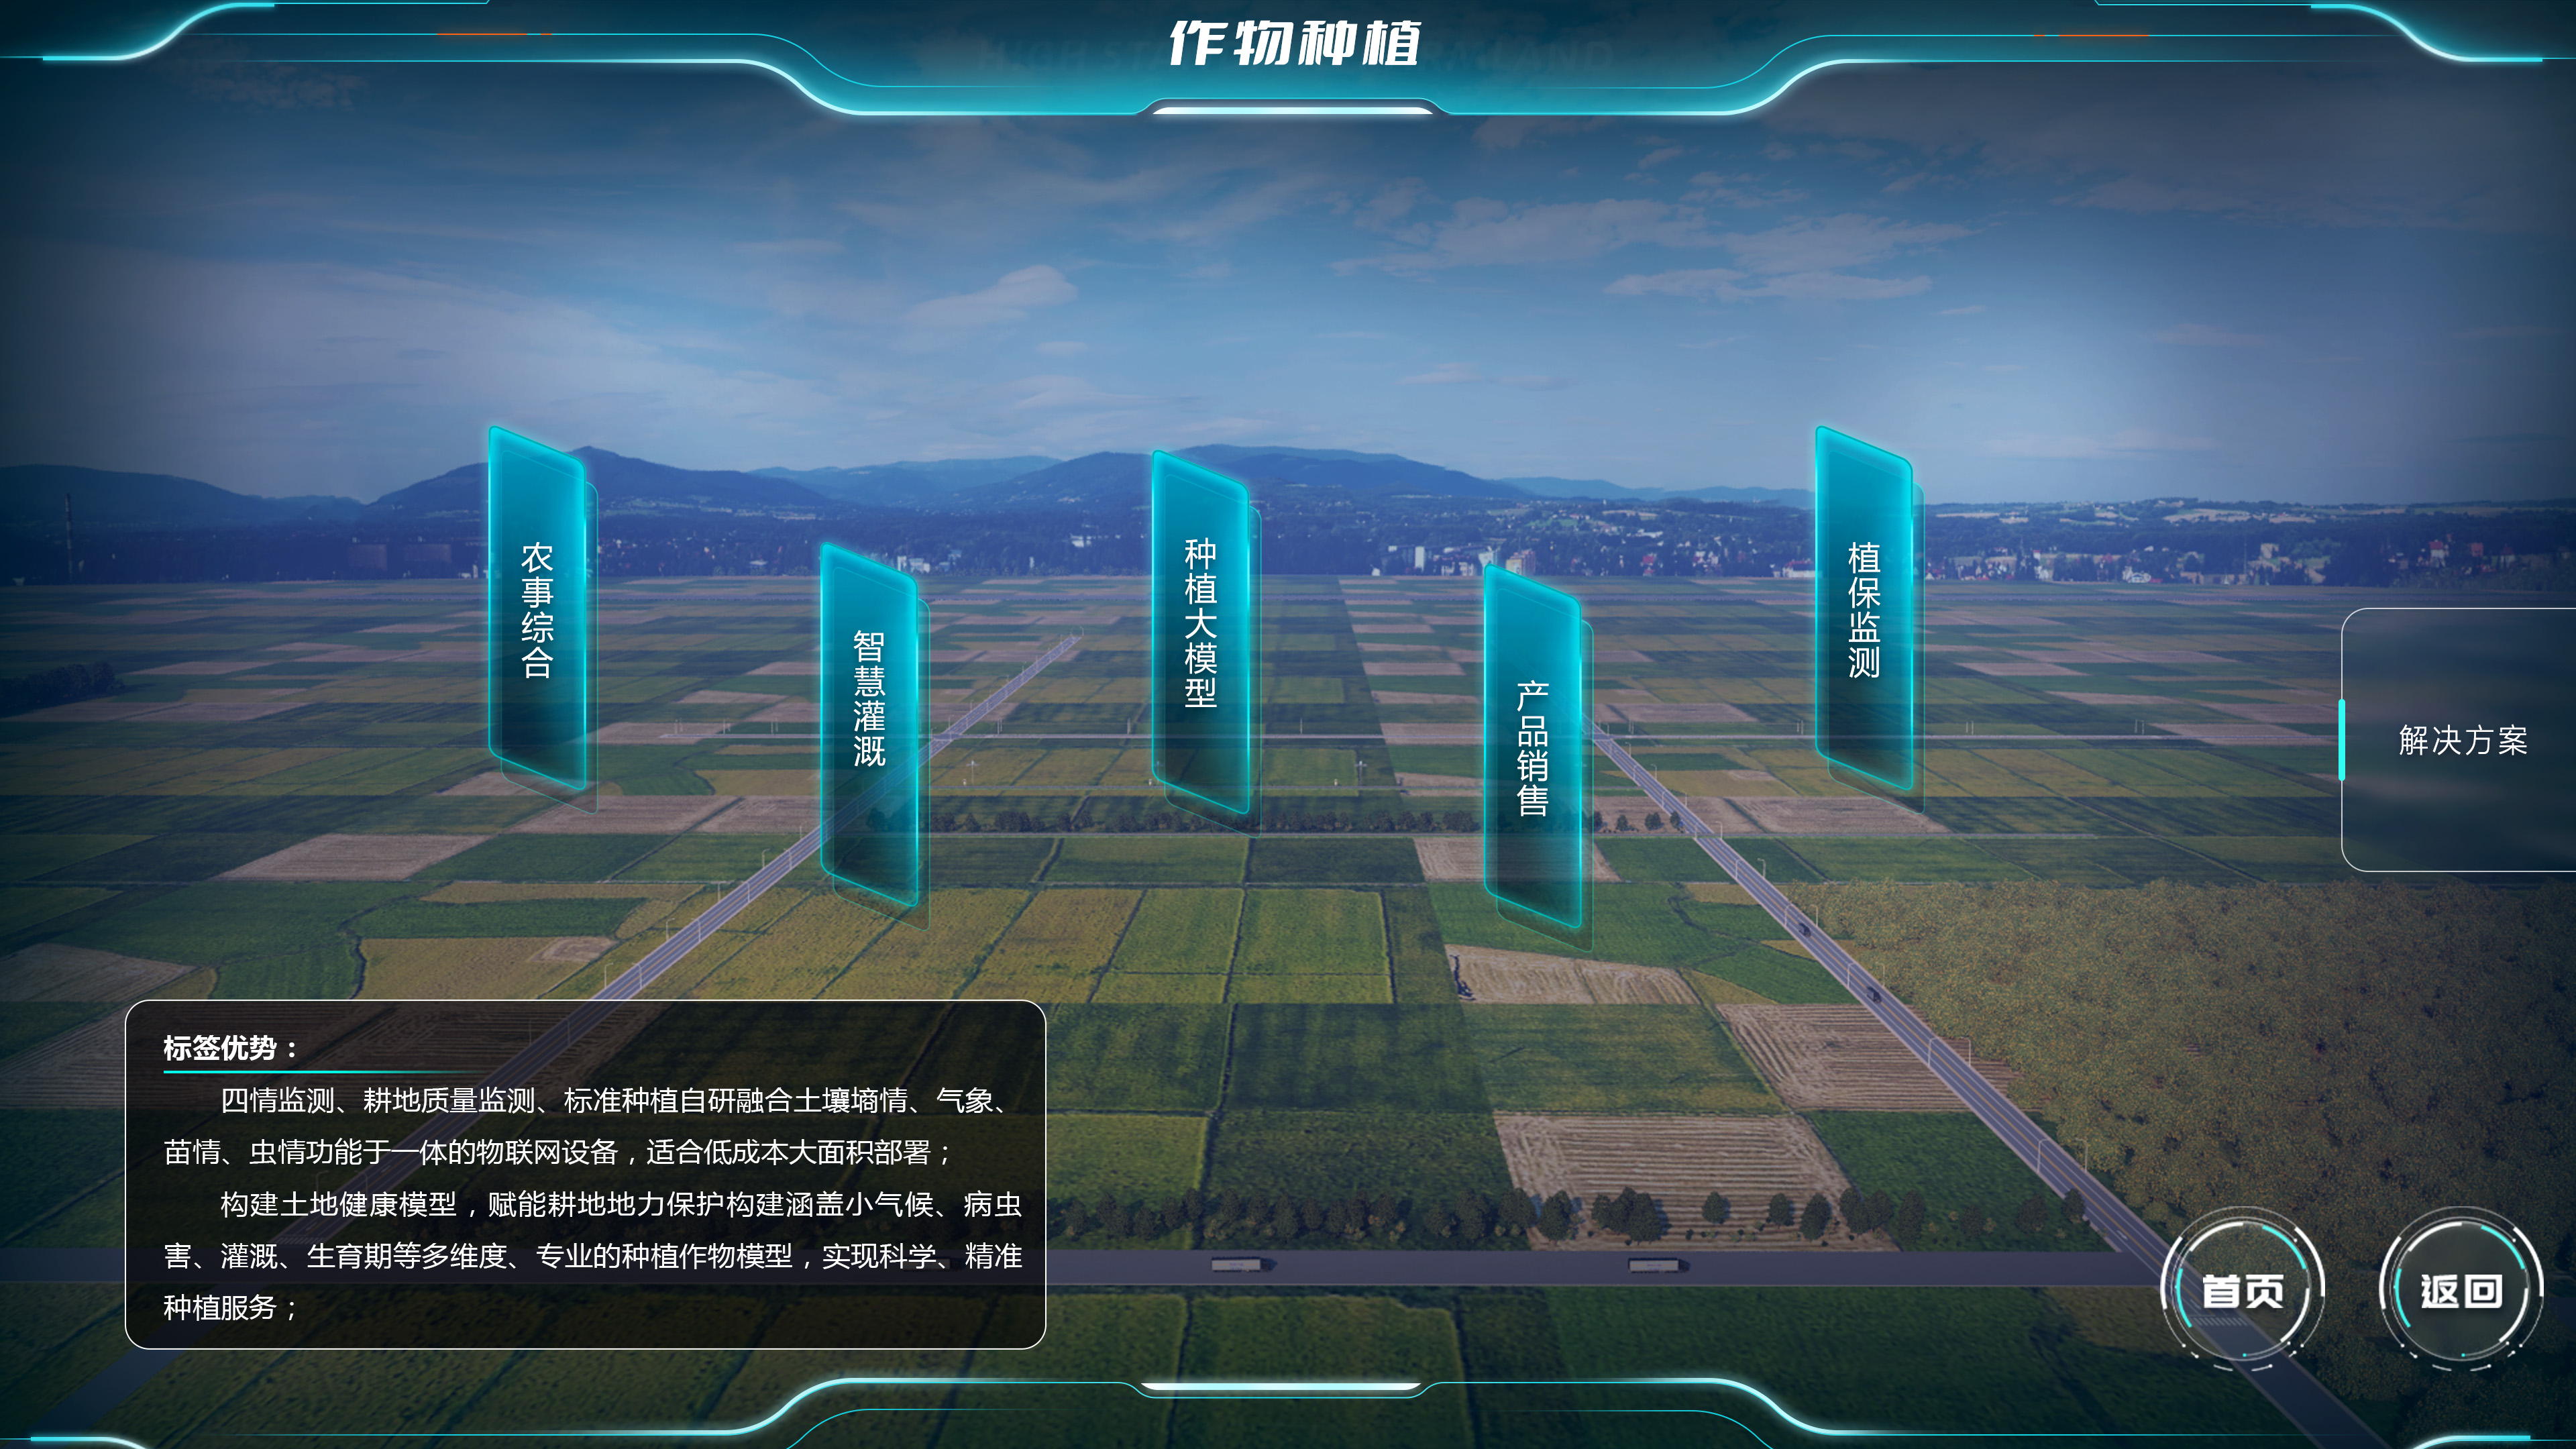 作物种植
农事综合
智慧灌溉
种植大模型
产品销售
植保监测
解决方案
标签优势：
四情监测、耕地质量监测、标准种植自研融合土壤墒情、气象、
苗情、虫情功能于一体的物联网设备，适合低成本大面积部署；
构建土地健康模型，赋能耕地地力保护构建涵盖小气候、病虫
害、灌溉、生育期等多维度、专业的种植作物模型，实现科学、精准
种植服务；
首页
返回